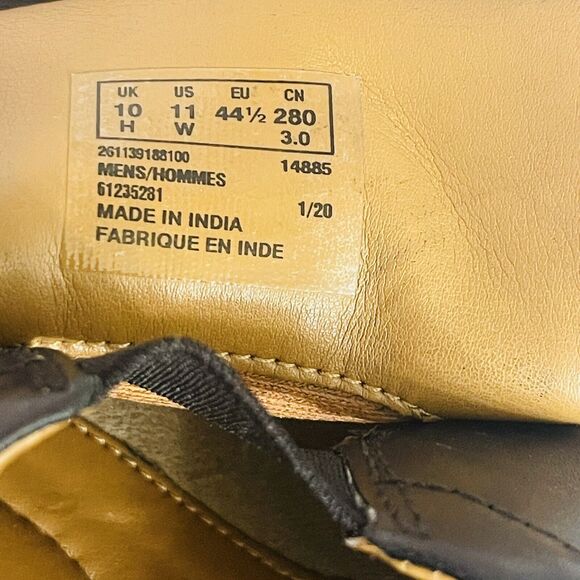 UK US EU CN
10 11 44½ 280
H W 3.0
261139188100 14885
MENS/HOMMES
61235281 1/20
MADE IN INDIA
FABRIQUE EN INDE